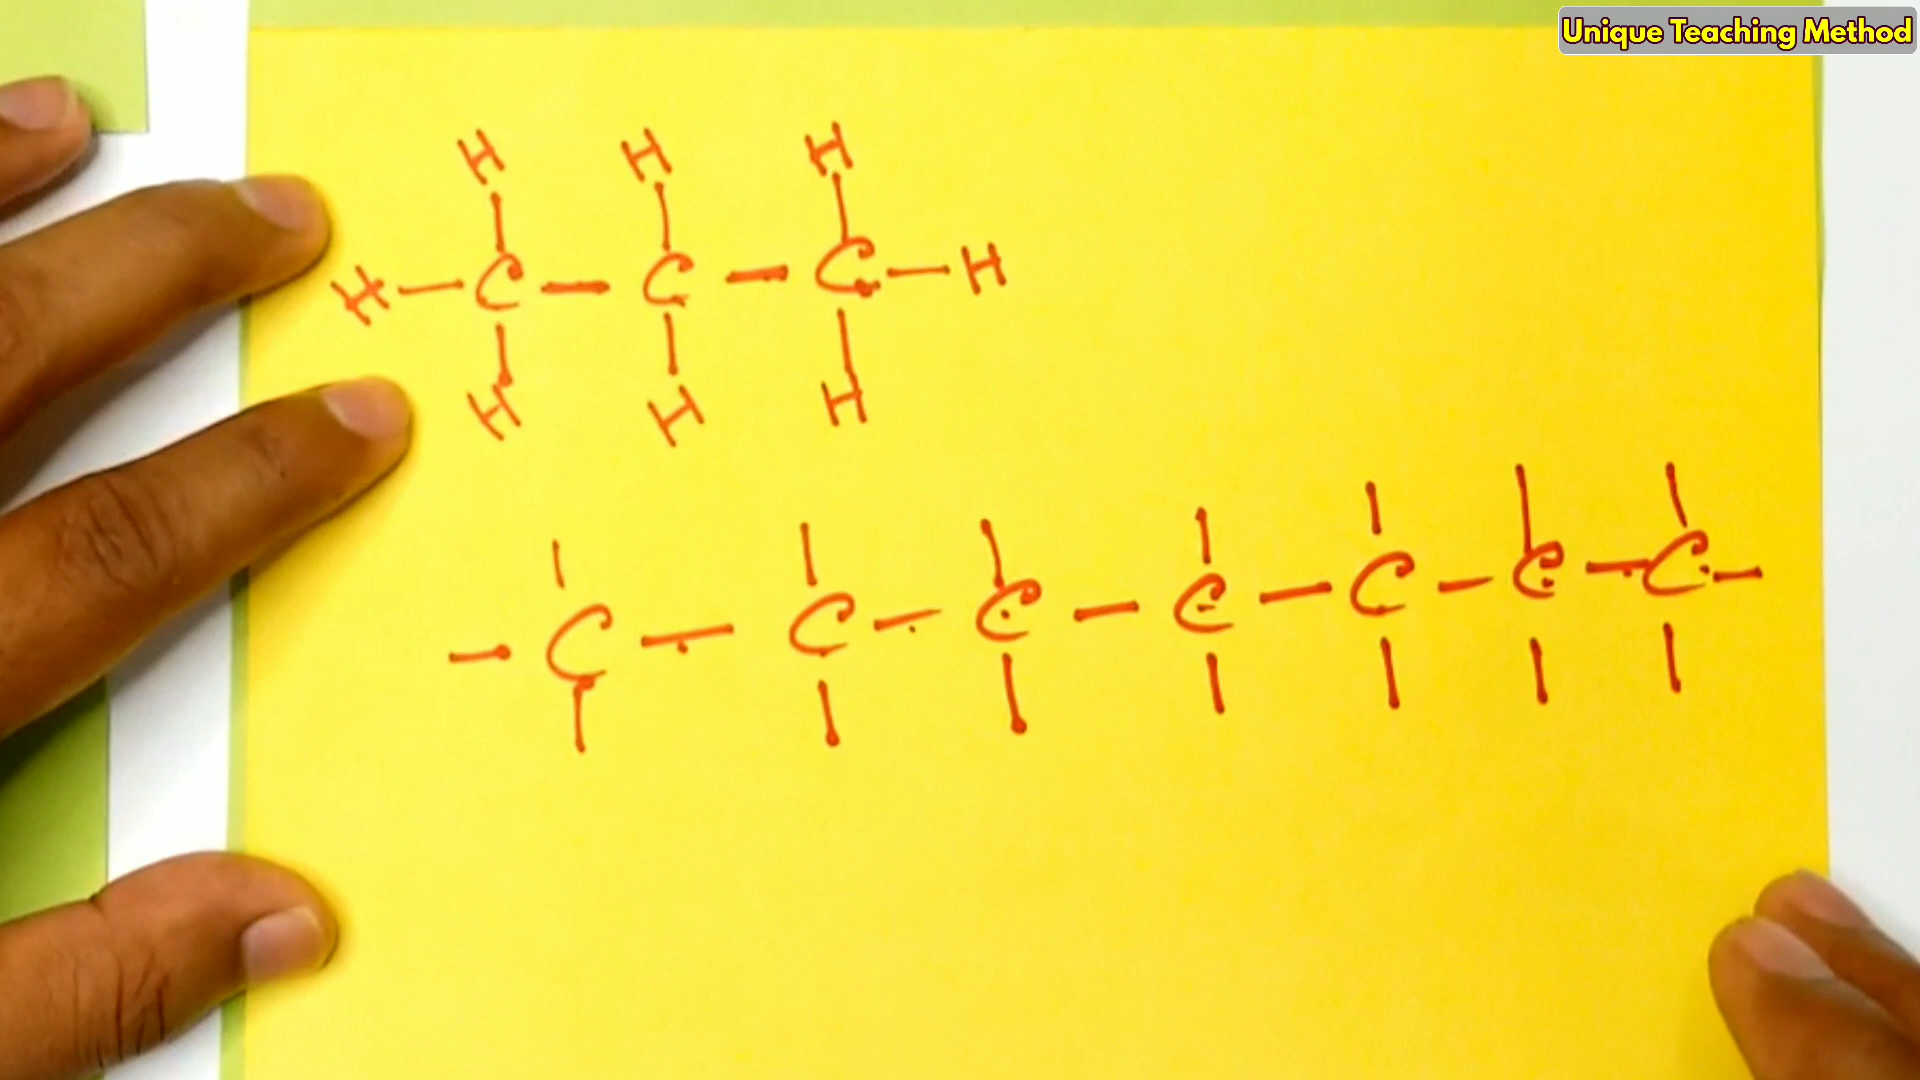 Unique Teaching Method
H H H
H-C-C-C-H
H H H
-C-C-C-C-C-C-C-